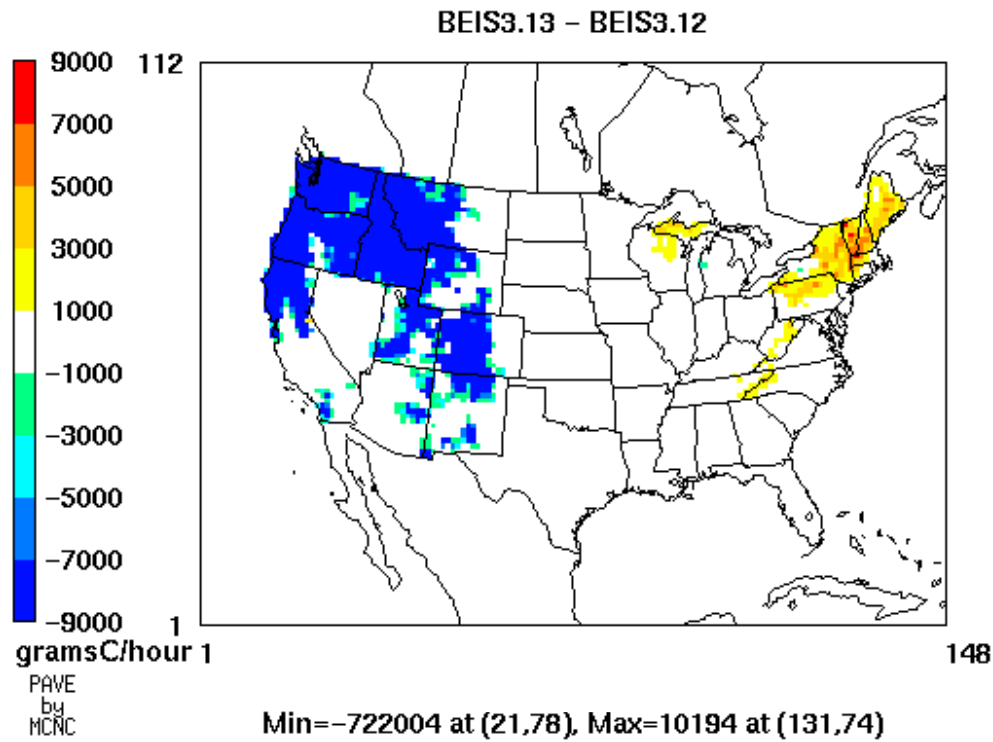 BEIS3.13 − BEIS3.12
9000
7000
5000
3000
1000
−1000
−3000
−5000
−7000
−9000
112
1
gramsC/hour 1
148
PAVE
by
MCNC
Min=−722004 at (21,78), Max=10194 at (131,74)